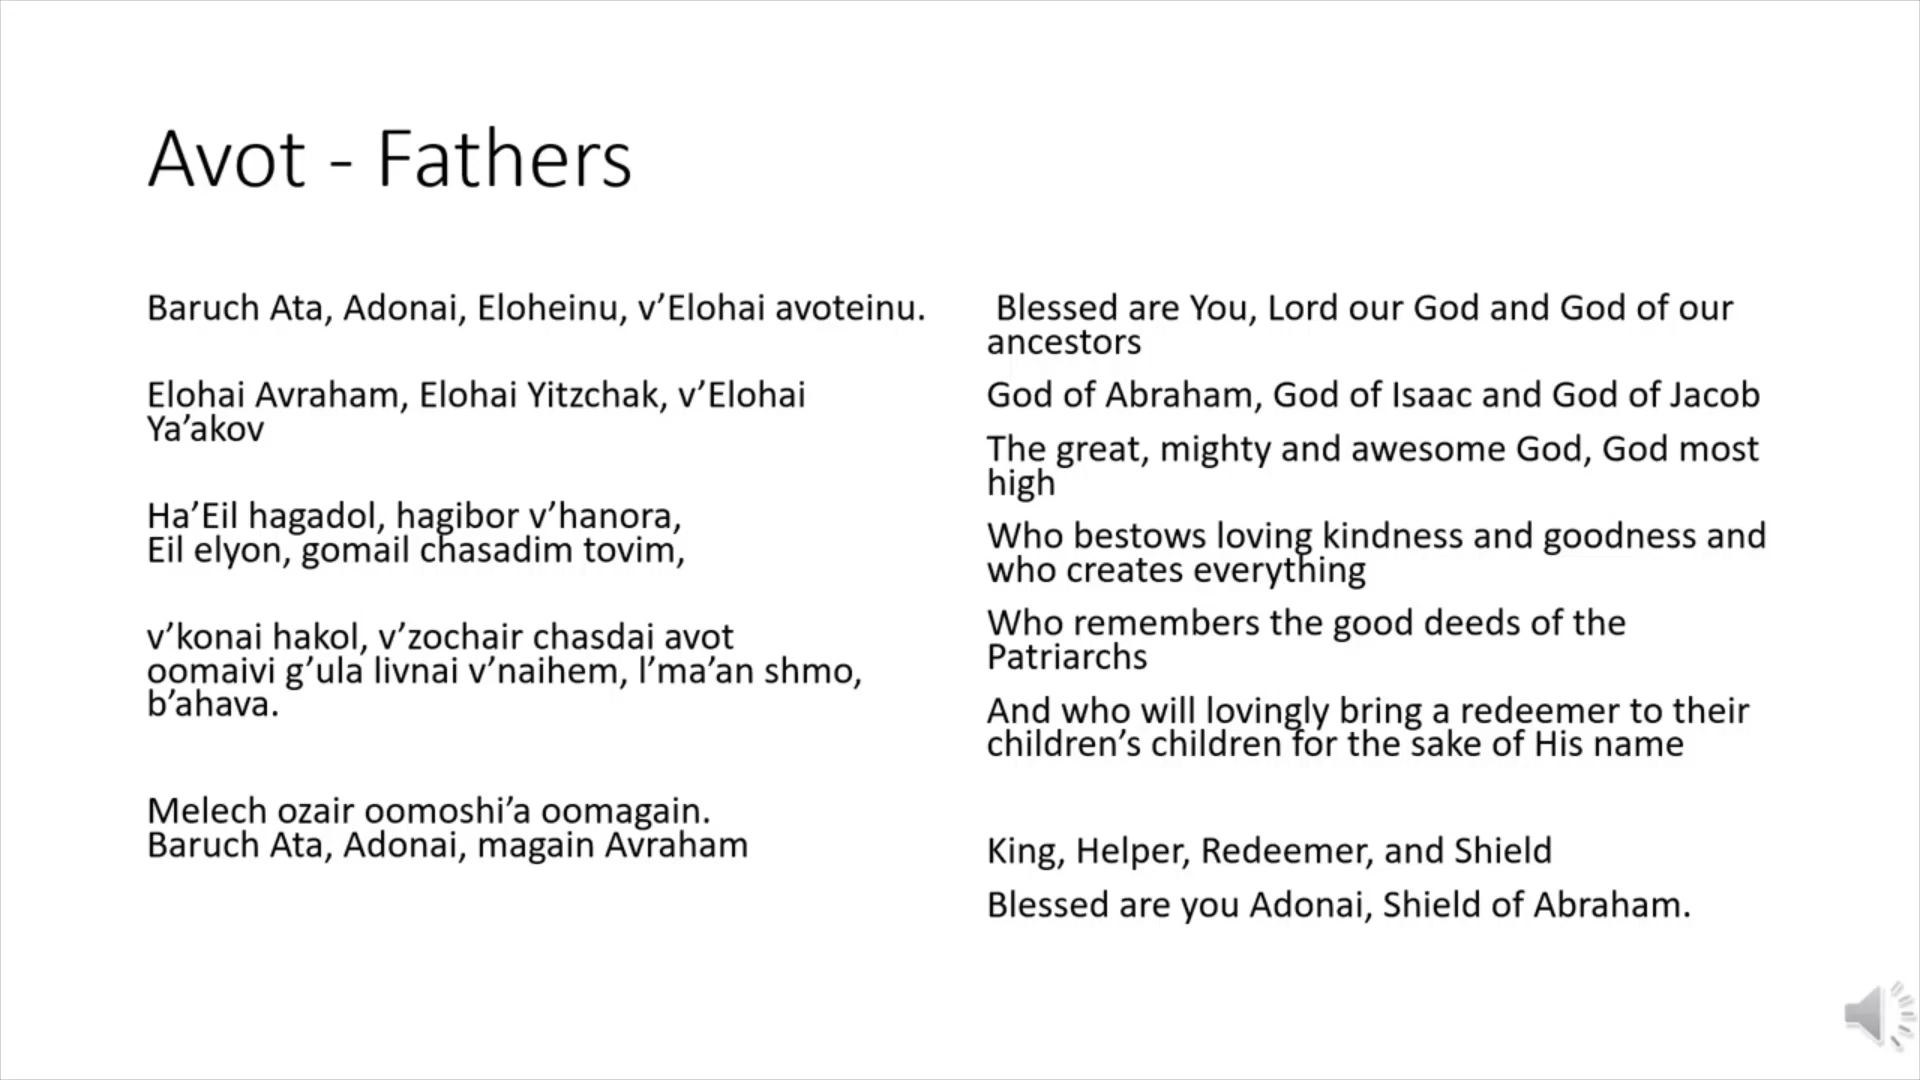 Avot - Fathers
Baruch Ata, Adonai, Eloheinu, v’Elohai avoteinu.
Elohai Avraham, Elohai Yitzchak, v’Elohai
Ya’akov
Ha’Eil hagadol, hagibor v’hanora,
Eil elyon, gomail chasadim tovim,
v’konai hakol, v’zochair chasdai avot
oomaivi g’ula livnai v’naihem, l’ma’an shmo,
b’ahava.
Melech ozair oomoshi’a oomagain.
Baruch Ata, Adonai, magain Avraham
Blessed are You, Lord our God and God of our
ancestors
God of Abraham, God of Isaac and God of Jacob
The great, mighty and awesome God, God most
high
Who bestows loving kindness and goodness and
who creates everything
Who remembers the good deeds of the
Patriarchs
And who will lovingly bring a redeemer to their
children’s children for the sake of His name
King, Helper, Redeemer, and Shield
Blessed are you Adonai, Shield of Abraham.